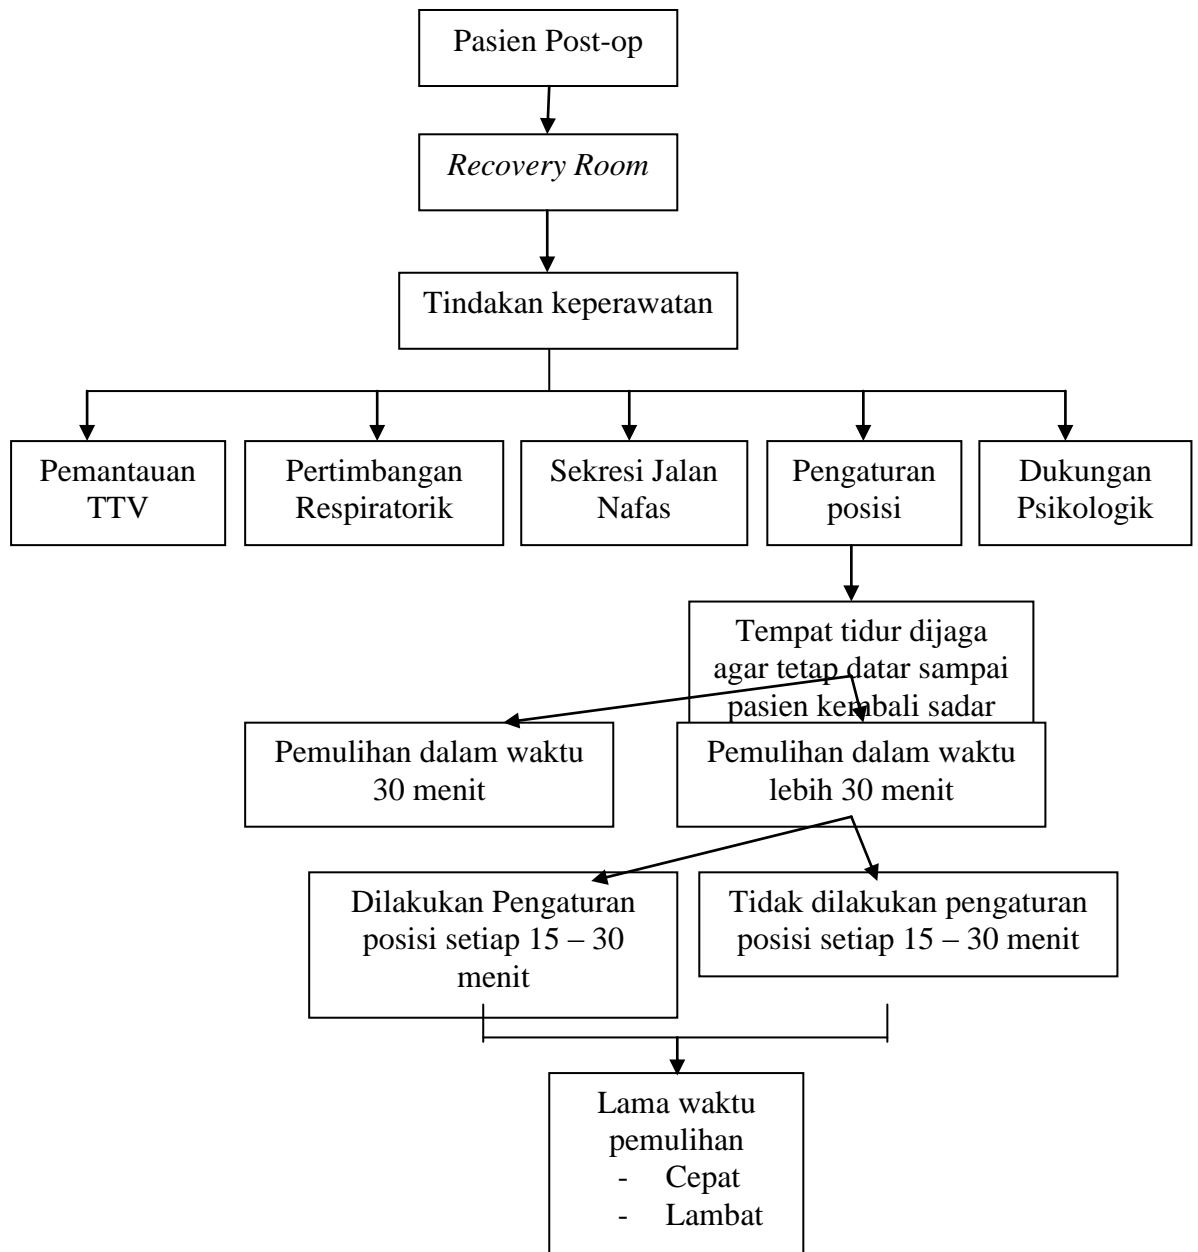 Pasien Post-op
Recovery Room
Tindakan keperawatan
Pemantauan
TTV
Pertimbangan
Respiratorik
Sekresi Jalan
Nafas
Pengaturan
posisi
Dukungan
Psikologik
Tempat tidur dijaga
agar tetap datar sampai
pasien kembali sadar
Pemulihan dalam waktu
30 menit
Pemulihan dalam waktu
lebih 30 menit
Dilakukan Pengaturan
posisi setiap 15 – 30
menit
Tidak dilakukan pengaturan
posisi setiap 15 – 30 menit
Lama waktu
pemulihan
- Cepat
- Lambat